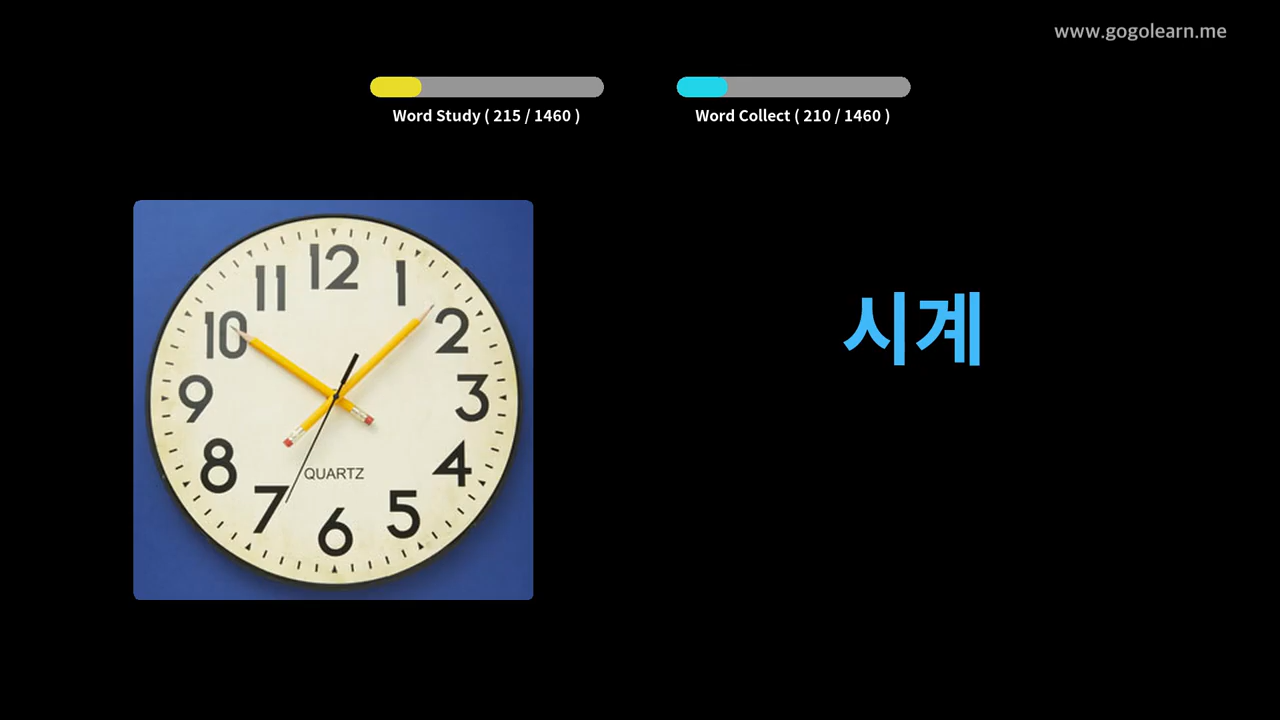 www.gogolearn.me
Word Study ( 215 / 1460 )
Word Collect ( 210 / 1460 )
12
11
1
10
2
9
3
8
4
QUARTZ
7
5
6
시계